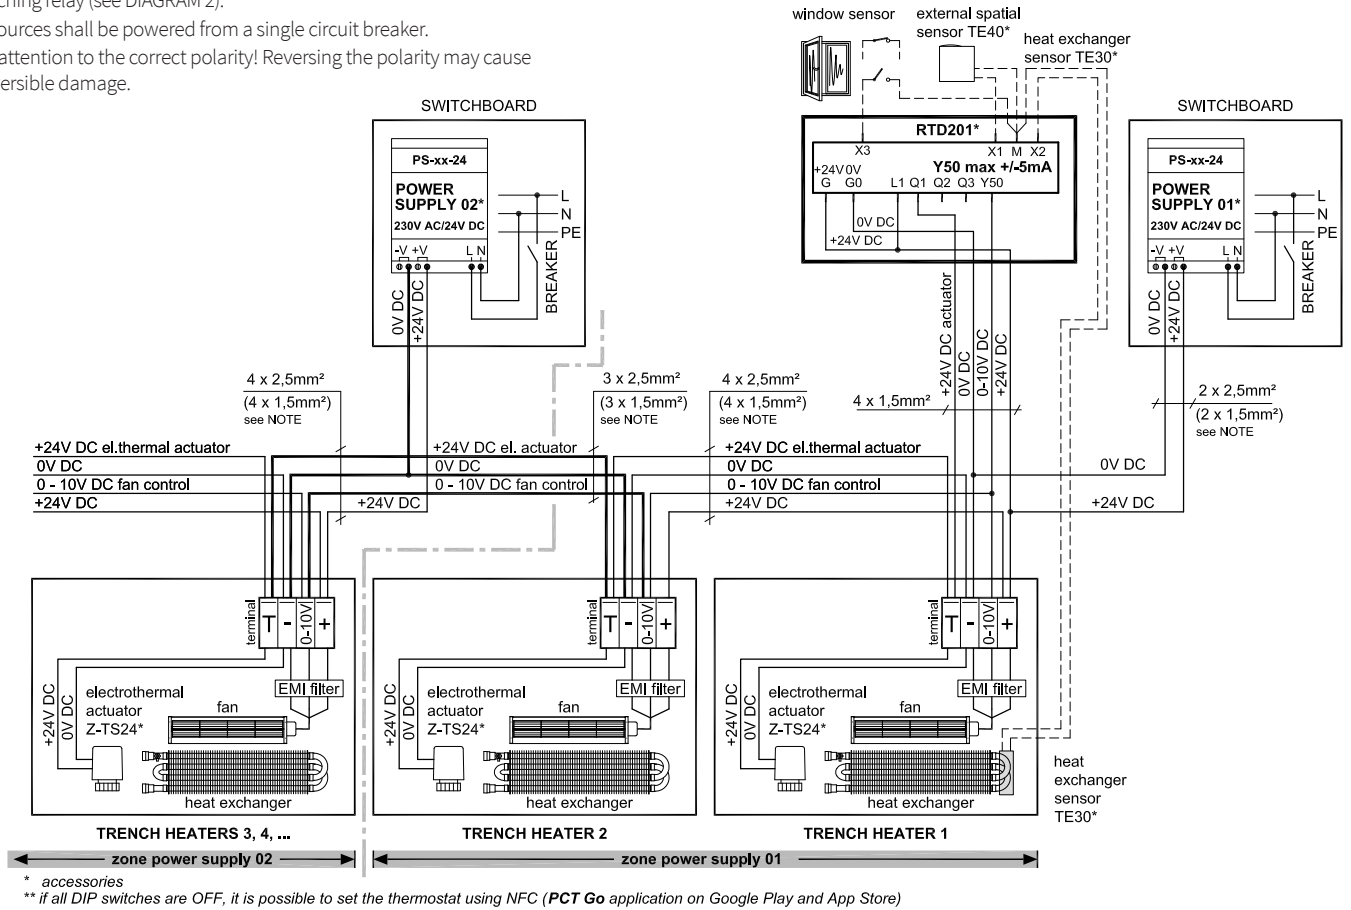 ching relay (see DIAGRAM 2).
ources shall be powered from a single circuit breaker.
attention to the correct polarity! Reversing the polarity may cause
ersible damage.
window sensor
external spatial
sensor TE40*
heat exchanger
sensor TE30*
SWITCHBOARD
PS-xx-24
POWER
SUPPLY 02*
230V AC/24V DC
-V +V
L N
L
N
PE
BREAKER
0V DC
+24V DC
RTD201*
X3
X1 M X2
Y50 max +/-5mA
+24V 0V
G G0 L1 Q1 Q2 Q3 Y50
0V DC
+24V DC
SWITCHBOARD
PS-xx-24
POWER
SUPPLY 01*
230V AC/24V DC
-V +V
L N
L
N
PE
BREAKER
0V DC
+24V DC
+24V DC actuator
0V DC
0-10V DC
+24V DC
4 x 2,5mm²
(4 x 1,5mm²)
see NOTE
3 x 2,5mm²
(3 x 1,5mm²)
see NOTE
4 x 2,5mm²
(4 x 1,5mm²)
see NOTE
4 x 1,5mm²
2 x 2,5mm²
(2 x 1,5mm²)
see NOTE
+24V DC el.thermal actuator
0V DC
0 - 10V DC fan control
+24V DC
+24V DC el. actuator
0V DC
0 - 10V DC fan control
+24V DC
+24V DC el.thermal actuator
0V DC
0 - 10V DC fan control
+24V DC
0V DC
+24V DC
terminal
T - 0-10V +
+24V DC
0V DC
electrothermal
actuator
Z-TS24*
EMI filter
fan
heat exchanger
terminal
T - 0-10V +
+24V DC
0V DC
electrothermal
actuator
Z-TS24*
EMI filter
fan
heat exchanger
terminal
T - 0-10V +
+24V DC
0V DC
electrothermal
actuator
Z-TS24*
EMI filter
fan
heat exchanger
heat
exchanger
sensor
TE30*
TRENCH HEATERS 3, 4, ...
TRENCH HEATER 2
TRENCH HEATER 1
zone power supply 02
zone power supply 01
* accessories
** if all DIP switches are OFF, it is possible to set the thermostat using NFC (PCT Go application on Google Play and App Store)